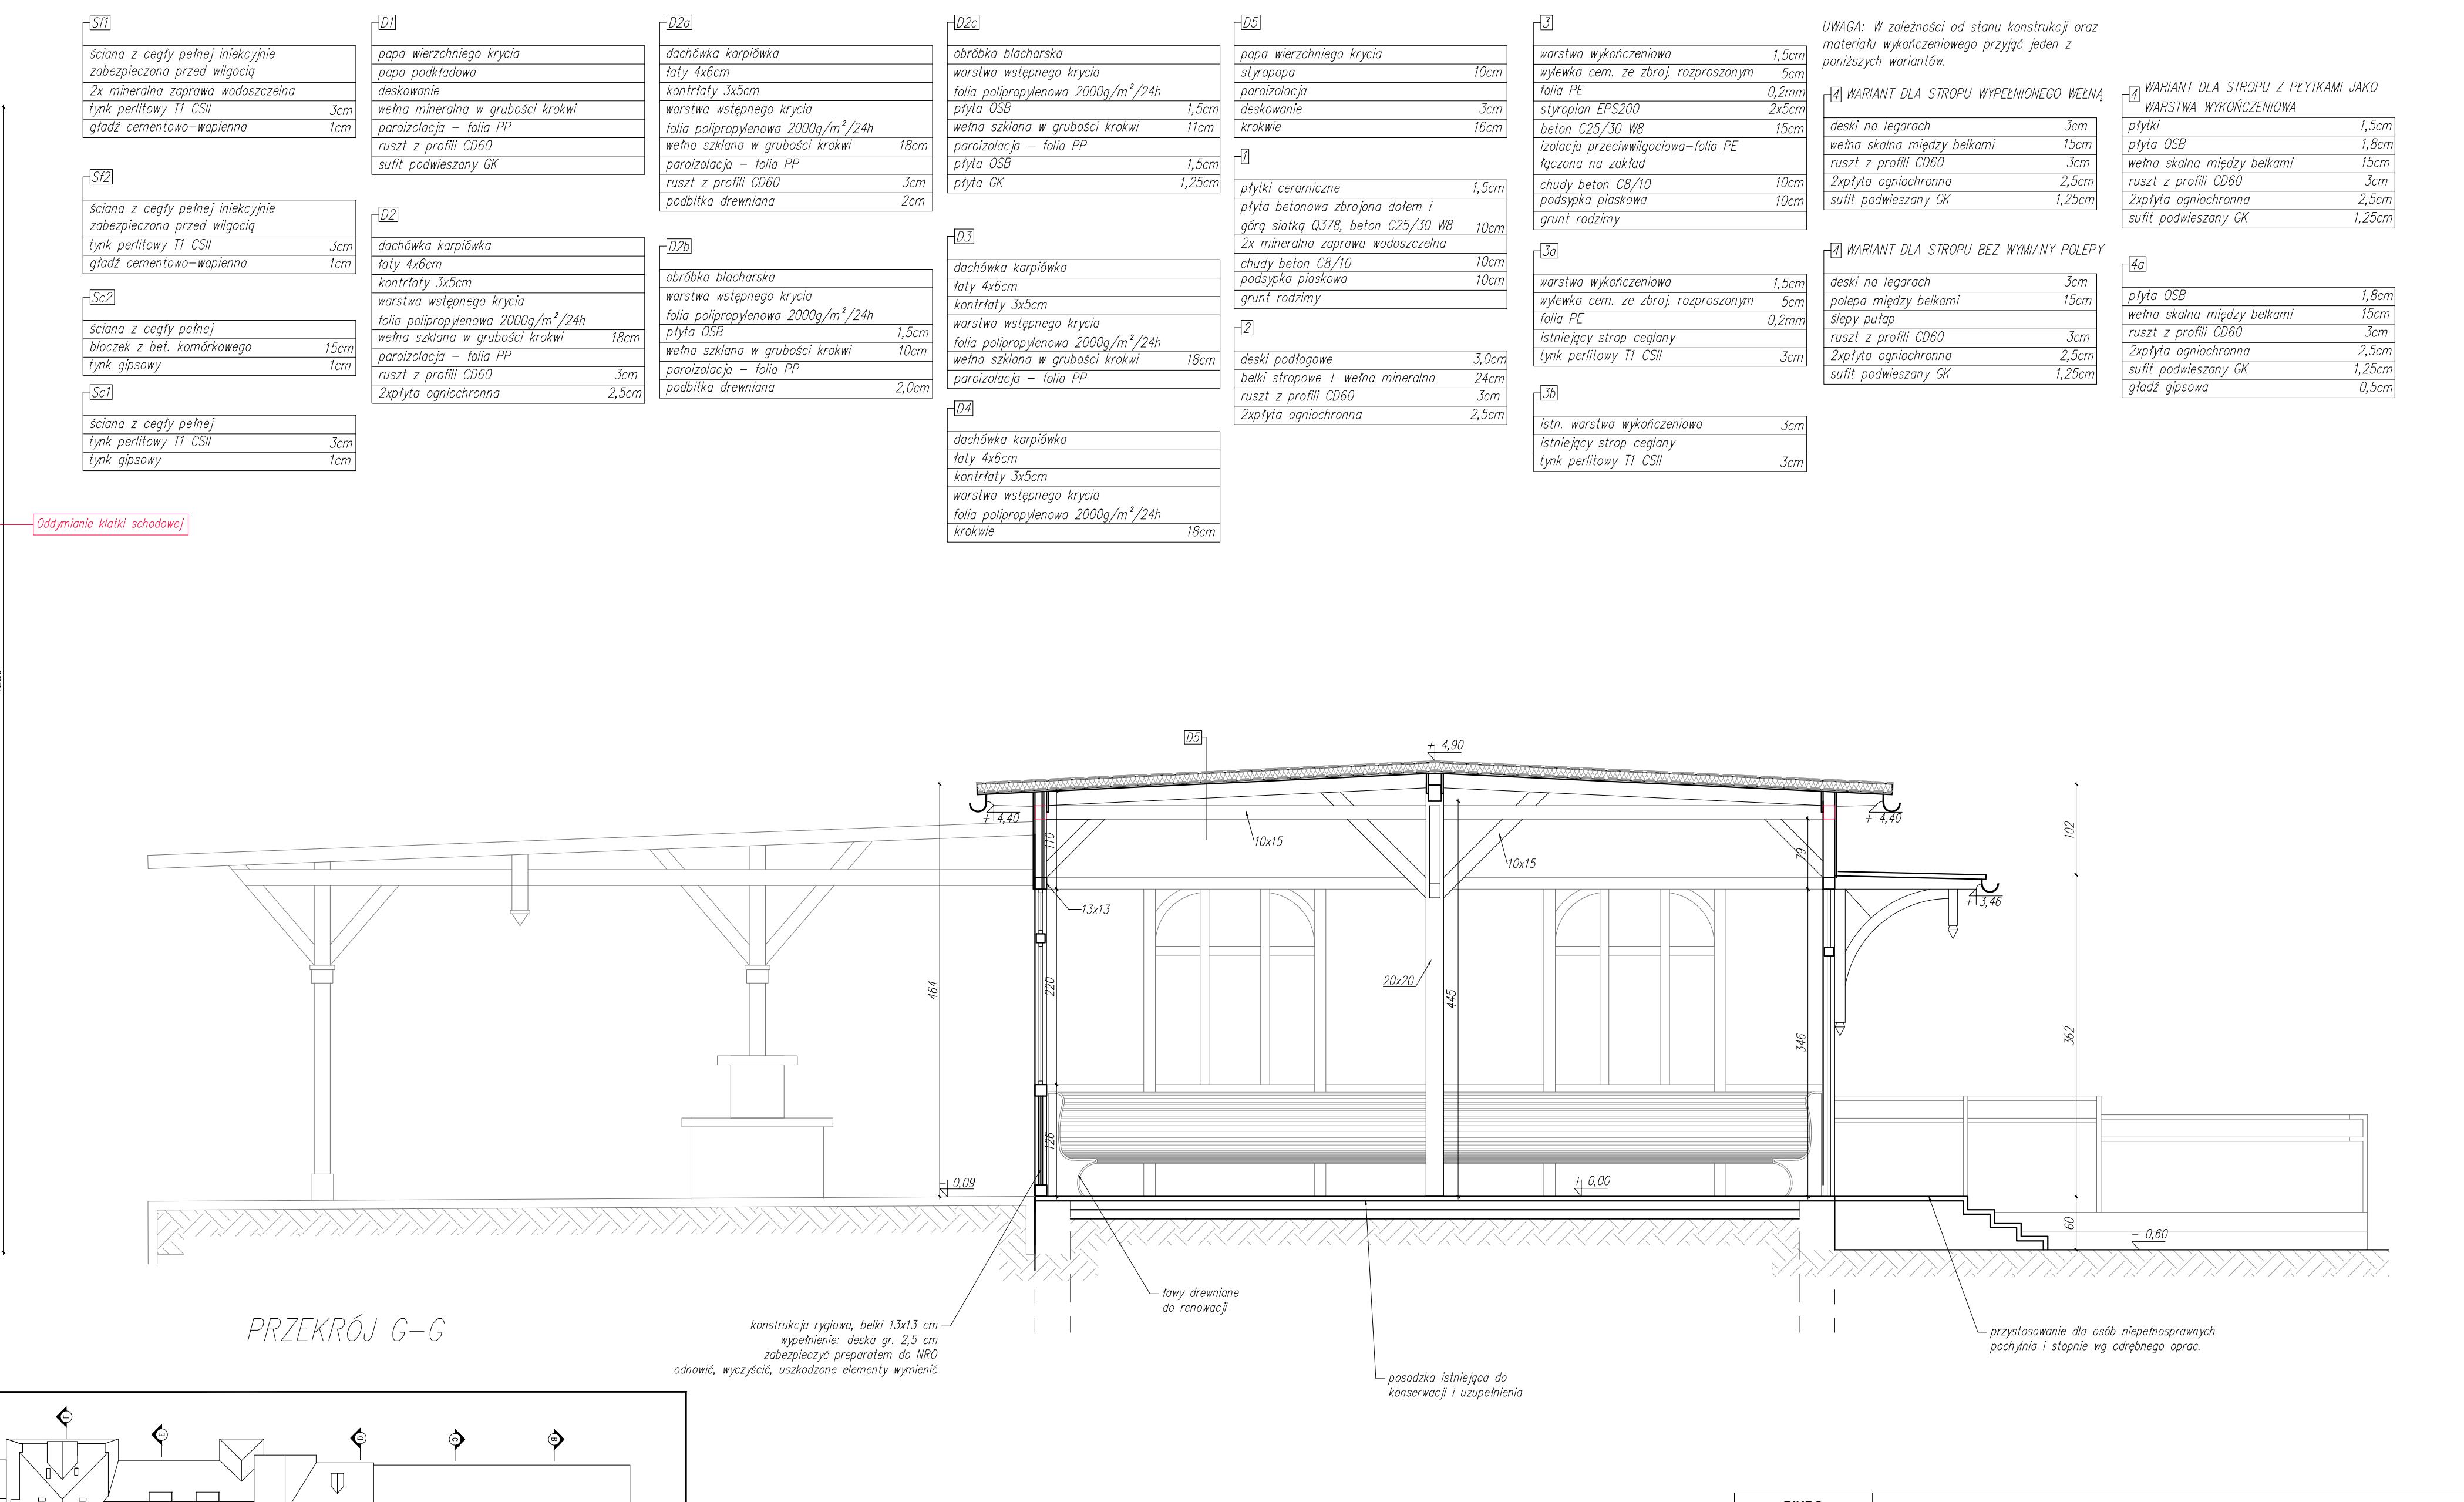 Sf1
ściana z cegły pełnej iniekcyjnie
zabezpieczona przed wilgocią
2x mineralna zaprawa wodoszczelna
tynk perlitowy T1 CSII 3cm
gładź cementowo-wapienna 1cm
Sf2
ściana z cegły pełnej iniekcyjnie
zabezpieczona przed wilgocią
tynk perlitowy T1 CSII 3cm
gładź cementowo-wapienna 1cm
Sc2
ściana z cegły pełnej
bloczek z bet. komórkowego 15cm
tynk gipsowy 1cm
Sc1
ściana z cegły pełnej
tynk perlitowy T1 CSII 3cm
tynk gipsowy 1cm
Oddymianie klatki schodowej
D1
papa wierzchniego krycia
papa podkładowa
deskowanie
wełna mineralna w grubości krokwi
paroizolacja - folia PP
ruszt z profili CD60
sufit podwieszany GK
D2
dachówka karpiówka
łaty 4x6cm
kontrłaty 3x5cm
warstwa wstępnego krycia
folia polipropylenowa 2000g/m²/24h
wełna szklana w grubości krokwi 18cm
paroizolacja - folia PP
ruszt z profili CD60 3cm
2xpłyta ogniochronna 2,5cm
D2a
dachówka karpiówka
łaty 4x6cm
kontrłaty 3x5cm
warstwa wstępnego krycia
folia polipropylenowa 2000g/m²/24h
wełna szklana w grubości krokwi 18cm
paroizolacja - folia PP
ruszt z profili CD60 3cm
podbitka drewniana 2cm
D2b
obróbka blacharska
warstwa wstępnego krycia
folia polipropylenowa 2000g/m²/24h
płyta OSB 1,5cm
wełna szklana w grubości krokwi 10cm
paroizolacja - folia PP
podbitka drewniana 2,0cm
D2c
obróbka blacharska
warstwa wstępnego krycia
folia polipropylenowa 2000g/m²/24h
płyta OSB 1,5cm
wełna szklana w grubości krokwi 11cm
paroizolacja - folia PP
płyta OSB 1,5cm
płyta GK 1,25cm
D3
dachówka karpiówka
łaty 4x6cm
kontrłaty 3x5cm
warstwa wstępnego krycia
folia polipropylenowa 2000g/m²/24h
wełna szklana w grubości krokwi 18cm
paroizolacja - folia PP
D4
dachówka karpiówka
łaty 4x6cm
kontrłaty 3x5cm
warstwa wstępnego krycia
folia polipropylenowa 2000g/m²/24h
krokwie 18cm
D5
papa wierzchniego krycia
styropapa 10cm
paroizolacja
deskowanie 3cm
krokwie 16cm
1
płytki ceramiczne 1,5cm
płyta betonowa zbrojona dołem i
górą siatką Q378, beton C25/30 W8 10cm
2x mineralna zaprawa wodoszczelna
chudy beton C8/10 10cm
podsypka piaskowa 10cm
grunt rodzimy
2
deski podłogowe 3,0cm
belki stropowe + wełna mineralna 24cm
ruszt z profili CD60 3cm
2xpłyta ogniochronna 2,5cm
3
warstwa wykończeniowa 1,5cm
wylewka cem. ze zbroj. rozproszonym 5cm
folia PE 0,2mm
styropian EPS200 2x5cm
beton C25/30 W8 15cm
izolacja przeciwwilgociowa-folia PE
łączona na zakład
chudy beton C8/10 10cm
podsypka piaskowa 10cm
grunt rodzimy
3a
warstwa wykończeniowa 1,5cm
wylewka cem. ze zbroj. rozproszonym 5cm
folia PE 0,2mm
istniejący strop ceglany
tynk perlitowy T1 CSII 3cm
3b
istn. warstwa wykończeniowa 3cm
istniejący strop ceglany
tynk perlitowy T1 CSII 3cm
UWAGA: W zależności od stanu konstrukcji oraz
materiału wykończeniowego przyjąć jeden z
poniższych wariantów.
4 WARIANT DLA STROPU WYPEŁNIONEGO WEŁNĄ
deski na legarach 3cm
wełna skalna między belkami 15cm
ruszt z profili CD60 3cm
2xpłyta ogniochronna 2,5cm
sufit podwieszany GK 1,25cm
4 WARIANT DLA STROPU BEZ WYMIANY POLEPY
deski na legarach 3cm
polepa między belkami 15cm
ślepy pułap
ruszt z profili CD60 3cm
2xpłyta ogniochronna 2,5cm
sufit podwieszany GK 1,25cm
4 WARIANT DLA STROPU Z PŁYTKAMI JAKO
WARSTWA WYKOŃCZENIOWA
płytki 1,5cm
płyta OSB 1,8cm
wełna skalna między belkami 15cm
ruszt z profili CD60 3cm
2xpłyta ogniochronna 2,5cm
sufit podwieszany GK 1,25cm
4a
płyta OSB 1,8cm
wełna skalna między belkami 15cm
ruszt z profili CD60 3cm
2xpłyta ogniochronna 2,5cm
sufit podwieszany GK 1,25cm
gładź gipsowa 0,5cm
D5
+ 4,90
+ 4,40
+ 4,40
110
10x15
10x15
79
102
13x13
+ 3,46
464
220
20x20
445
346
362
126
- 0,09
+ 0,00
60
- 0,60
ławy drewniane
do renowacji
PRZEKRÓJ G-G
konstrukcja ryglowa, belki 13x13 cm
wypełnienie: deska gr. 2,5 cm
zabezpieczyć preparatem do NRO
odnowić, wyczyścić, uszkodzone elementy wymienić
przystosowanie dla osób niepełnosprawnych
pochylnia i stopnie wg odrębnego oprac.
posadzka istniejąca do
konserwacji i uzupełnienia
F
E
D
C
B